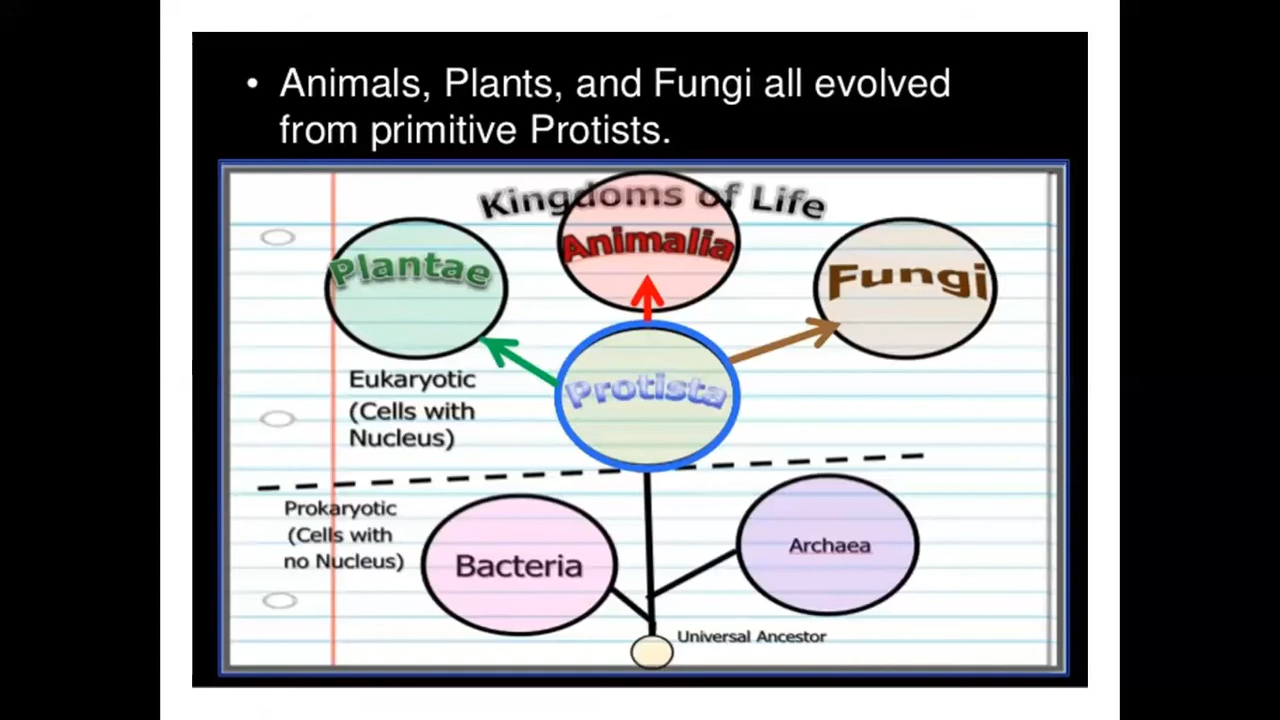 • Animals, Plants, and Fungi all evolved
from primitive Protists.
Kingdoms of Life
Animalia
Plantae
Fungi
Protista
Eukaryotic
(Cells with
Nucleus)
Prokaryotic
(Cells with
no Nucleus)
Bacteria
Archaea
Universal Ancestor